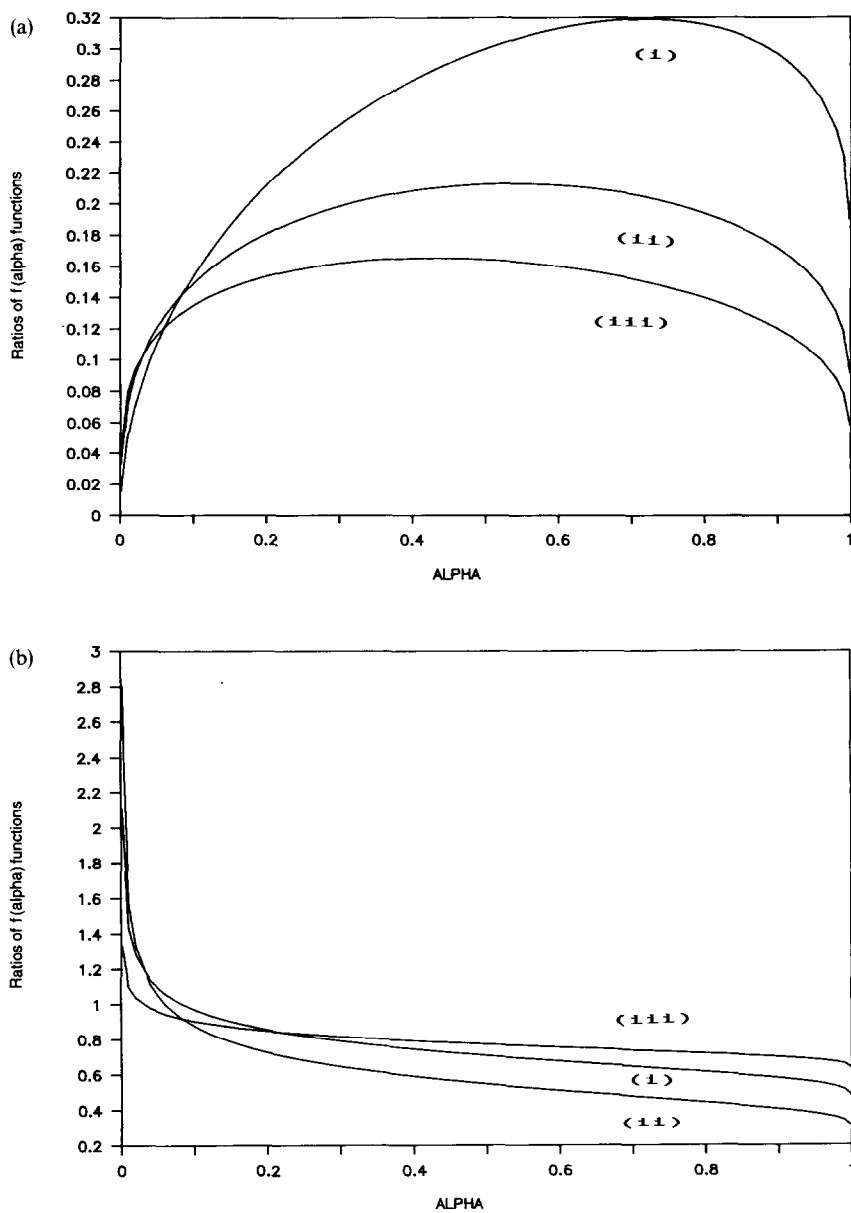 (a)
0.32
0.3
0.28
0.26
0.24
0.22
0.2
0.18
0.16
0.14
0.12
0.1
0.08
0.06
0.04
0.02
0
Ratios of f(alpha) functions
(i)
(ii)
(iii)
0 0.2 0.4 0.6 0.8 1
ALPHA
(b)
3
2.8
2.6
2.4
2.2
2
1.8
1.6
1.4
1.2
1
0.8
0.6
0.4
0.2
Ratios of f(alpha) functions
(iii)
(i)
(ii)
0 0.2 0.4 0.6 0.8 1
ALPHA